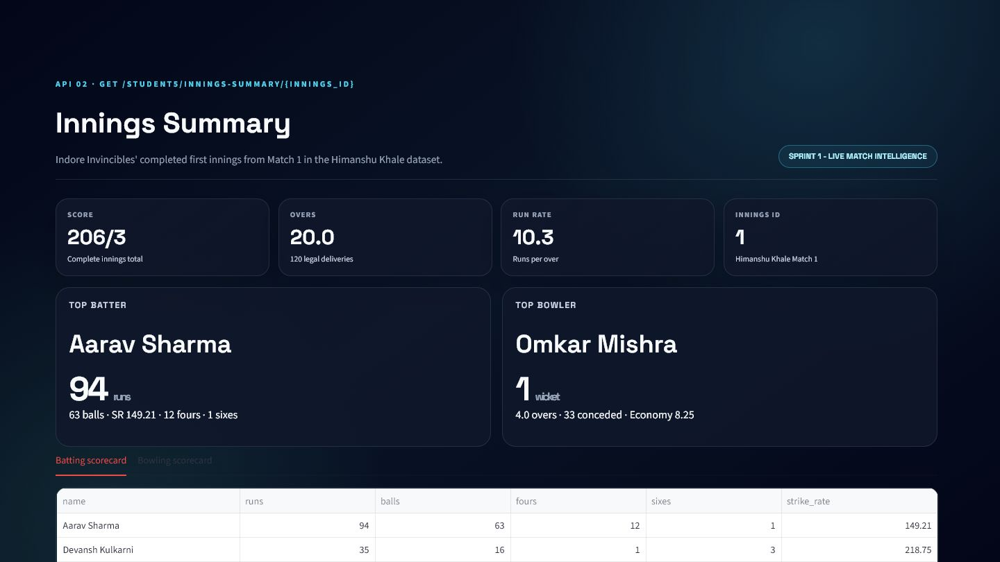 API 02 · GET /STUDENT5/INNINGS-SUMMARY/{INNINGS_ID}
Innings Summary
Indore Invincibles' completed first innings from Match 1 in the Himanshu Khale dataset.
SPRINT 1 - LIVE MATCH INTELLIGENCE
SCORE
206/3
Complete innings total
OVERS
20.0
120 legal deliveries
RUN RATE
10.3
Runs per over
INNINGS ID
1
Himanshu Khale Match 1
TOP BATTER
Aarav Sharma
94 runs
63 balls · SR 149.21 · 12 fours · 1 sixes
TOP BOWLER
Omkar Mishra
1 wicket
4.0 overs · 33 conceded · Economy 8.25
Batting scorecard Bowling scorecard
name runs balls fours sixes strike_rate
Aarav Sharma 94 63 12 1 149.21
Devansh Kulkarni 35 16 1 3 218.75